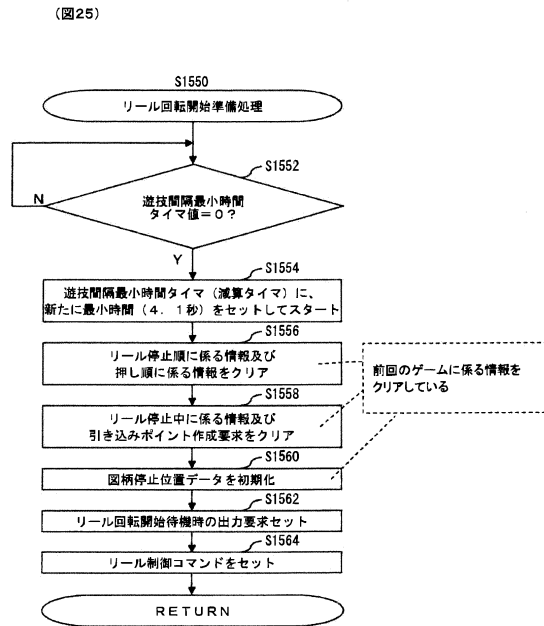 (図25)
S1550
リール回転開始準備処理
S1552
遊技間隔最小時間
タイマ値=0?
N
Y
S1554
遊技間隔最小時間タイマ(減算タイマ)に、
新たに最小時間(4.1秒)をセットしてスタート
S1556
リール停止順に係る情報及び
押し順に係る情報をクリア
前回のゲームに係る情報を
クリアしている
S1558
リール停止中に係る情報及び
引き込みポイント作成要求をクリア
S1560
図柄停止位置データを初期化
S1562
リール回転開始待機時の出力要求セット
S1564
リール制御コマンドをセット
RETURN